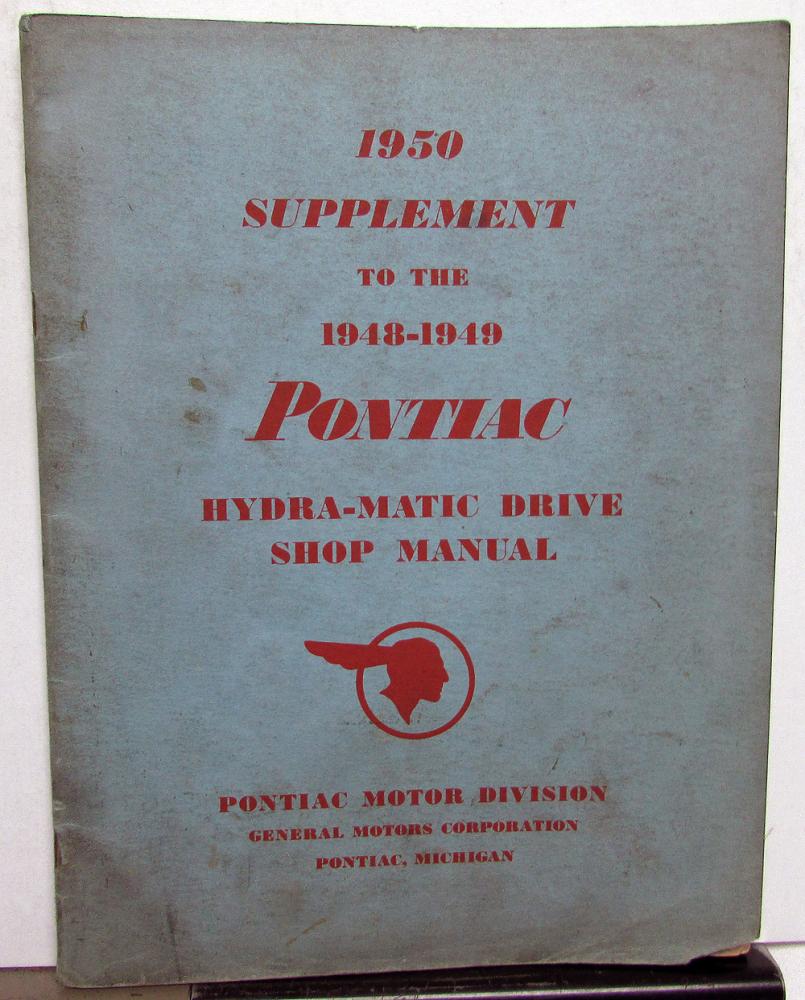 1950
SUPPLEMENT
TO THE
1948-1949
PONTIAC
HYDRA-MATIC DRIVE
SHOP MANUAL
PONTIAC MOTOR DIVISION
GENERAL MOTORS CORPORATION
PONTIAC, MICHIGAN